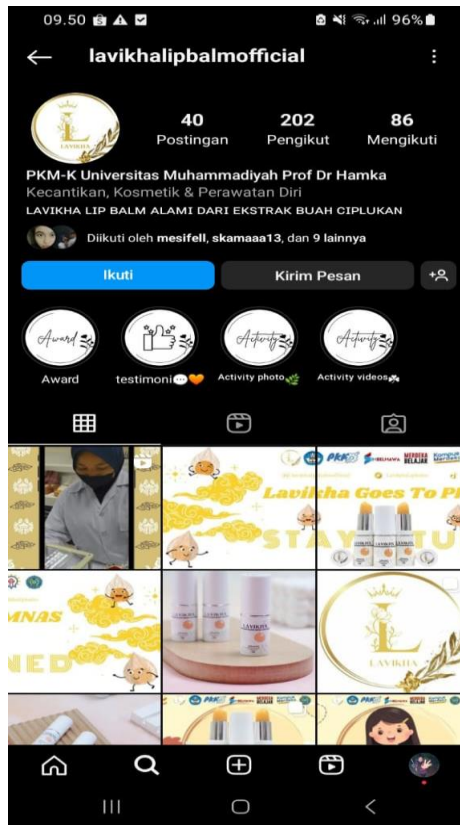 09.50 96%
lavikhalipbalmofficial
40 202 86
Postingan Pengikut Mengikuti
PKM-K Universitas Muhammadiyah Prof Dr Hamka
Kecantikan, Kosmetik & Perawatan Diri
LAVIKHA LIP BALM ALAMI DARI EKSTRAK BUAH CIPLUKAN
Diikuti oleh mesifell, skamaaa13, dan 9 lainnya
Ikuti Kirim Pesan
Award Activity Activity
Award testimoni Activity photo Activity videos
MERDEKA
BELAJAR
Lavikha Goes To PI
STAY TU
MNAS
NED
LAVIKHA
LAVIKHA